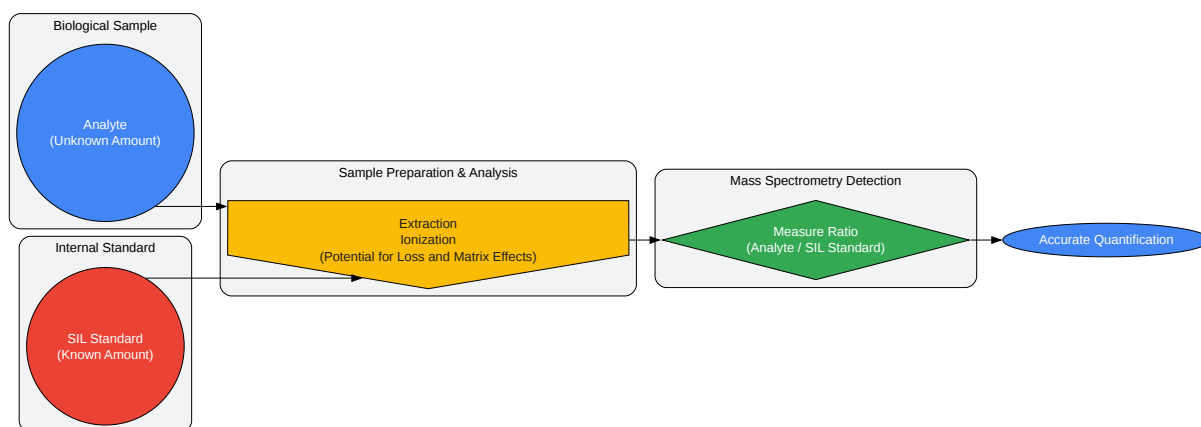 Biological Sample
Analyte
(Unknown Amount)
Internal Standard
SIL Standard
(Known Amount)
Sample Preparation & Analysis
Extraction
Ionization
(Potential for Loss and Matrix Effects)
Mass Spectrometry Detection
Measure Ratio
(Analyte / SIL Standard)
Accurate Quantification